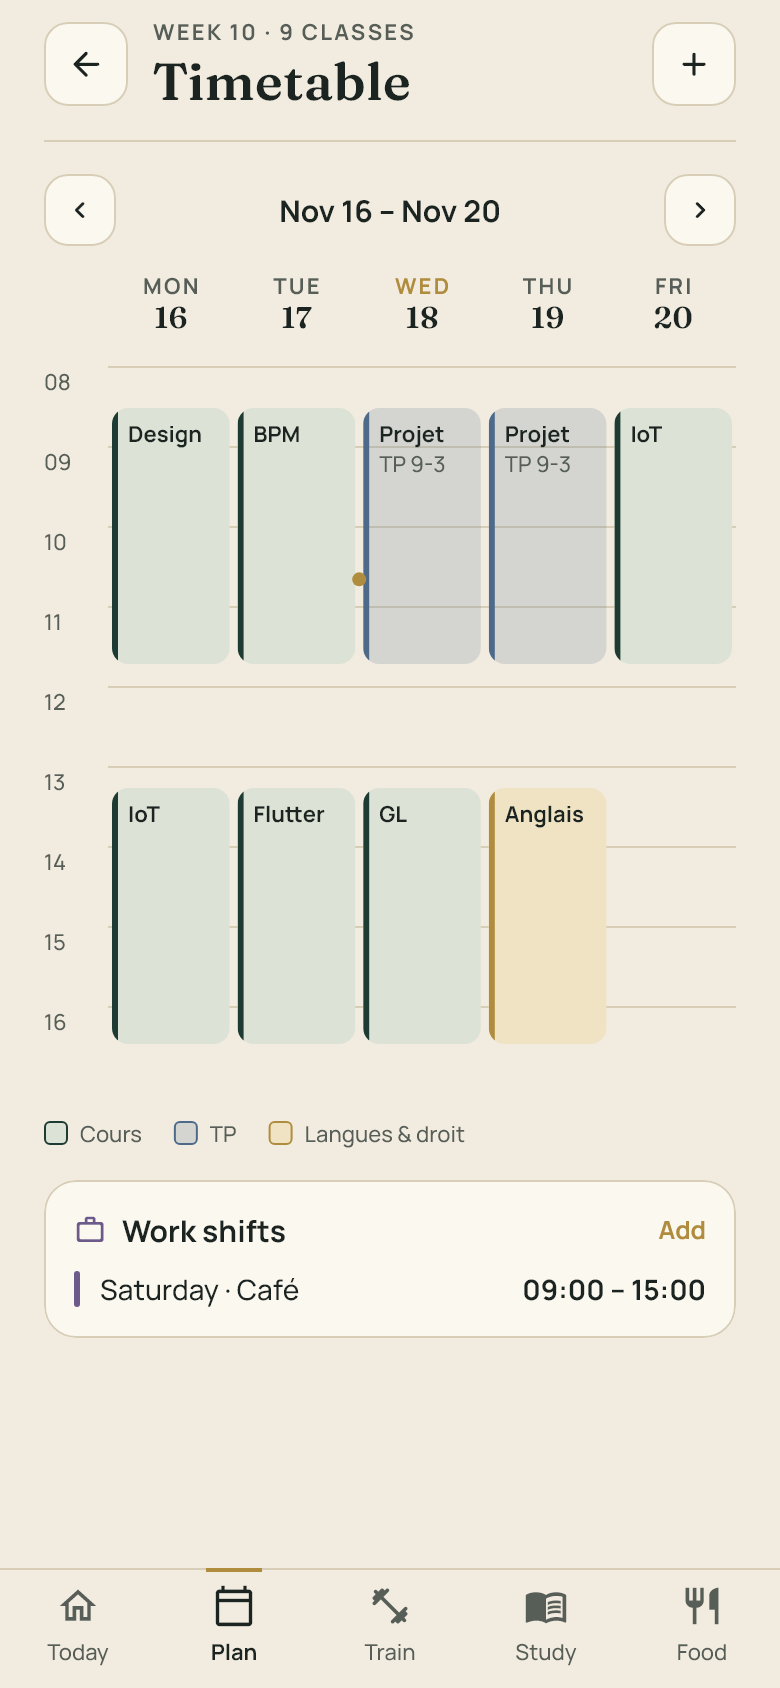 WEEK 10 · 9 CLASSES
Timetable
Nov 16 – Nov 20
MON TUE WED THU FRI
16 17 18 19 20
08
Design BPM Projet Projet IoT
09 TP 9-3 TP 9-3
10
11
12
13
IoT Flutter GL Anglais
14
15
16
Cours TP Langues & droit
Work shifts Add
Saturday · Café 09:00 – 15:00
Today Plan Train Study Food